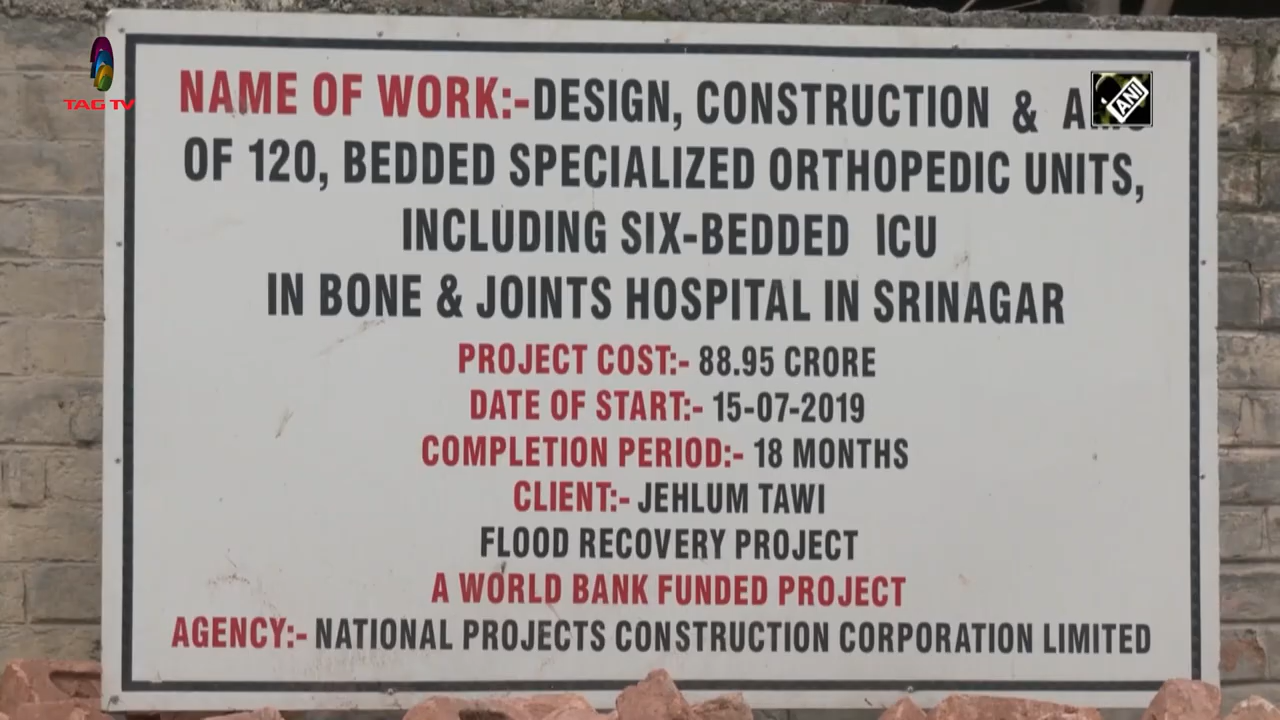 TAG TV
ANI
NAME OF WORK:-DESIGN, CONSTRUCTION &
OF 120, BEDDED SPECIALIZED ORTHOPEDIC UNITS,
INCLUDING SIX-BEDDED ICU
IN BONE & JOINTS HOSPITAL IN SRINAGAR
PROJECT COST:- 88.95 CRORE
DATE OF START:- 15-07-2019
COMPLETION PERIOD:- 18 MONTHS
CLIENT:- JEHLUM TAWI
FLOOD RECOVERY PROJECT
A WORLD BANK FUNDED PROJECT
AGENCY:- NATIONAL PROJECTS CONSTRUCTION CORPORATION LIMITED